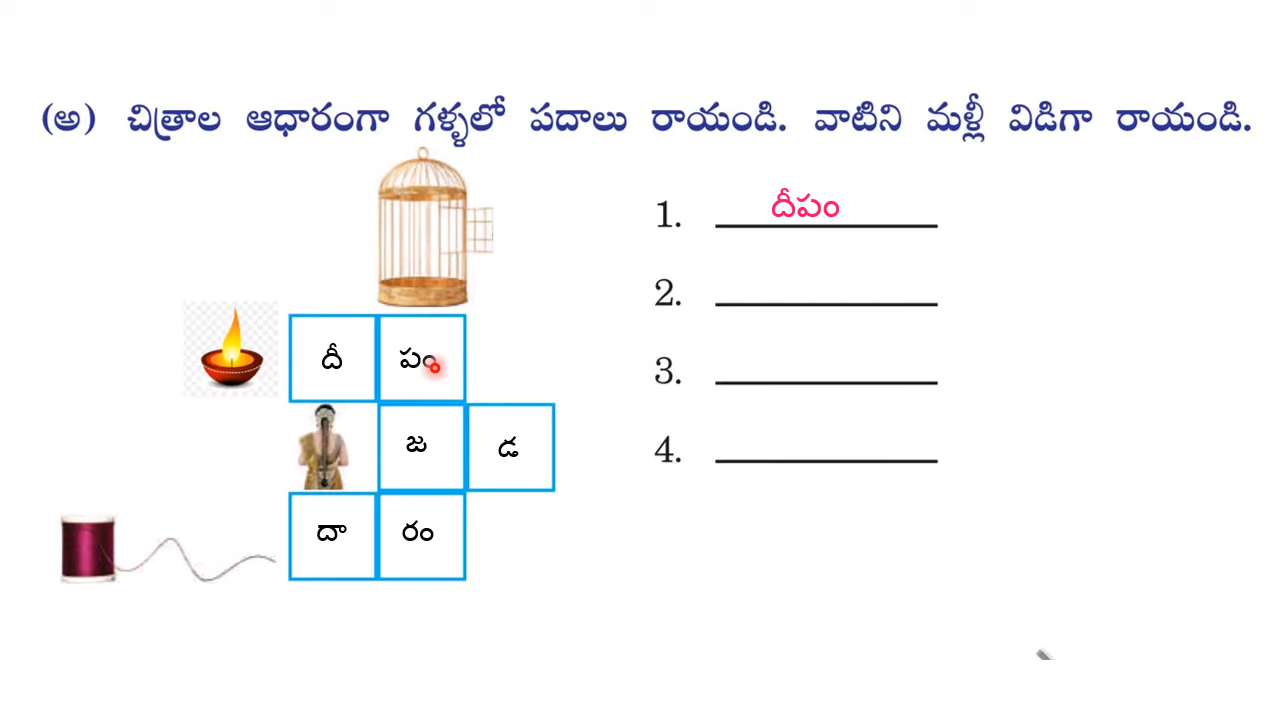 (అ) చిత్రాల ఆధారంగా గళ్ళలో పదాలు రాయండి. వాటిని మళ్లీ విడిగా రాయండి.
1. దీపం
2.
3.
4.
దీ పం
జ డ
దా రం